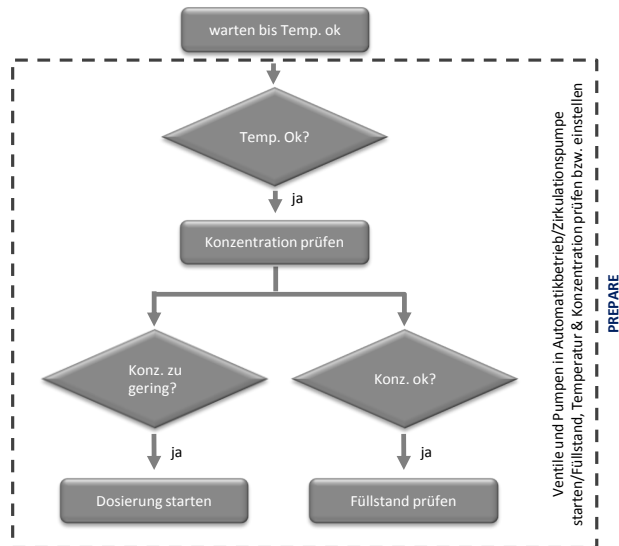 warten bis Temp. ok
Temp. Ok?
ja
Konzentration prüfen
Konz. zu
gering?
Konz. ok?
ja
ja
Dosierung starten
Füllstand prüfen
Ventile und Pumpen in Automatikbetrieb/Zirkulationspumpe
starten/Füllstand, Temperatur & Konzentration prüfen bzw. einstellen
PREPARE